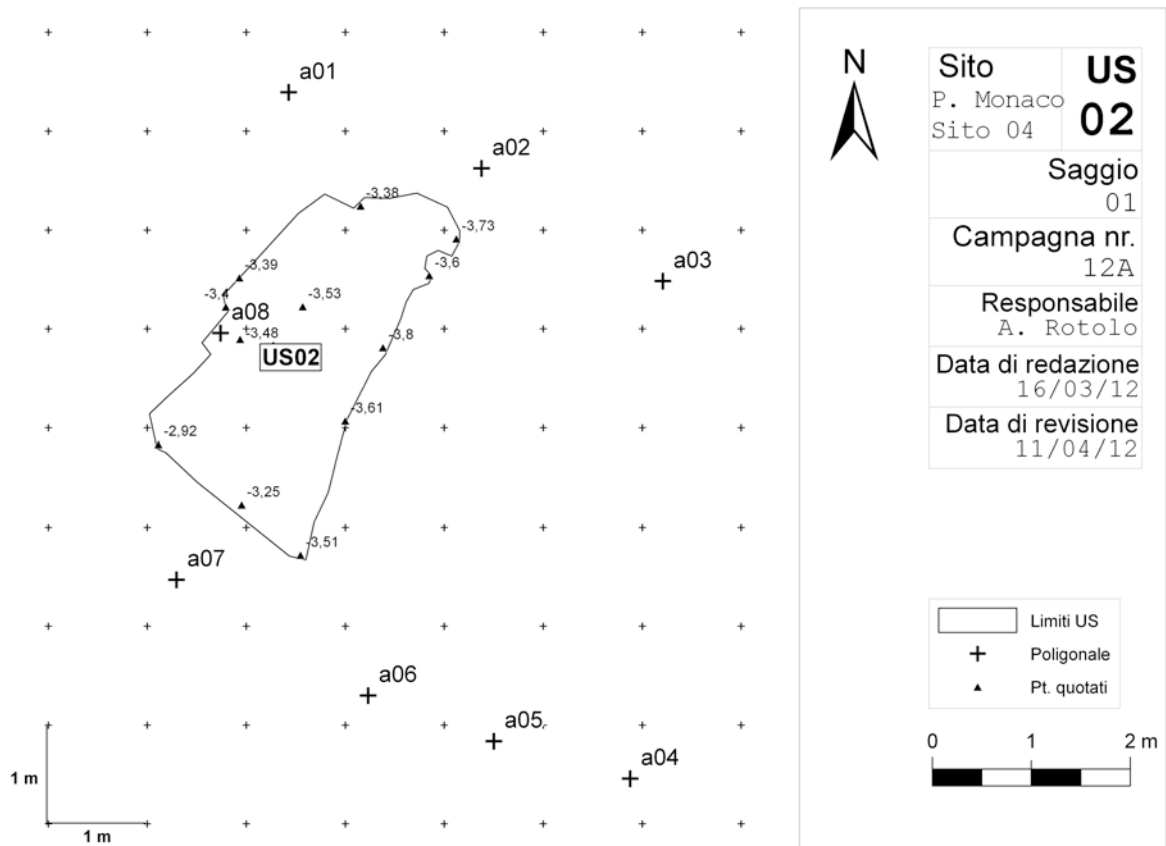 a01
a02
-3,38
-3,73
-3,6
a03
-3,39
-3,4
-3,53
a08
-3,48
US02
-3,8
-3,61
-2,92
-3,25
-3,51
a07
a06
a05
a04
1 m
1 m
N
Sito
US
P. Monaco
Sito 04
02
Saggio
01
Campagna nr.
12A
Responsabile
A. Rotolo
Data di redazione
16/03/12
Data di revisione
11/04/12
Limiti US
Poligonale
Pt. quotati
0 1 2 m